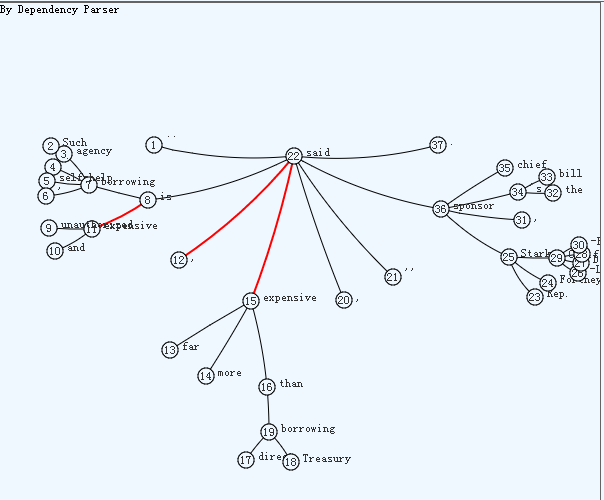 By Dependency Parser
1 ``
2 Such
3 agency
4
5 self-help
6 ,
7 borrowing
8 is
9 unauthorized
10 and
11 expensive
12 ,
13 far
14 more
15 expensive
16 than
17 direc
18 Treasury
19 borrowing
20 ,
21 ,,
22 said
23 Rep.
24 Fortney
25 Stark
26
27
28
29
30
31 ,
32 the
33 bill
34 s
35 chief
36 sponsor
37 .